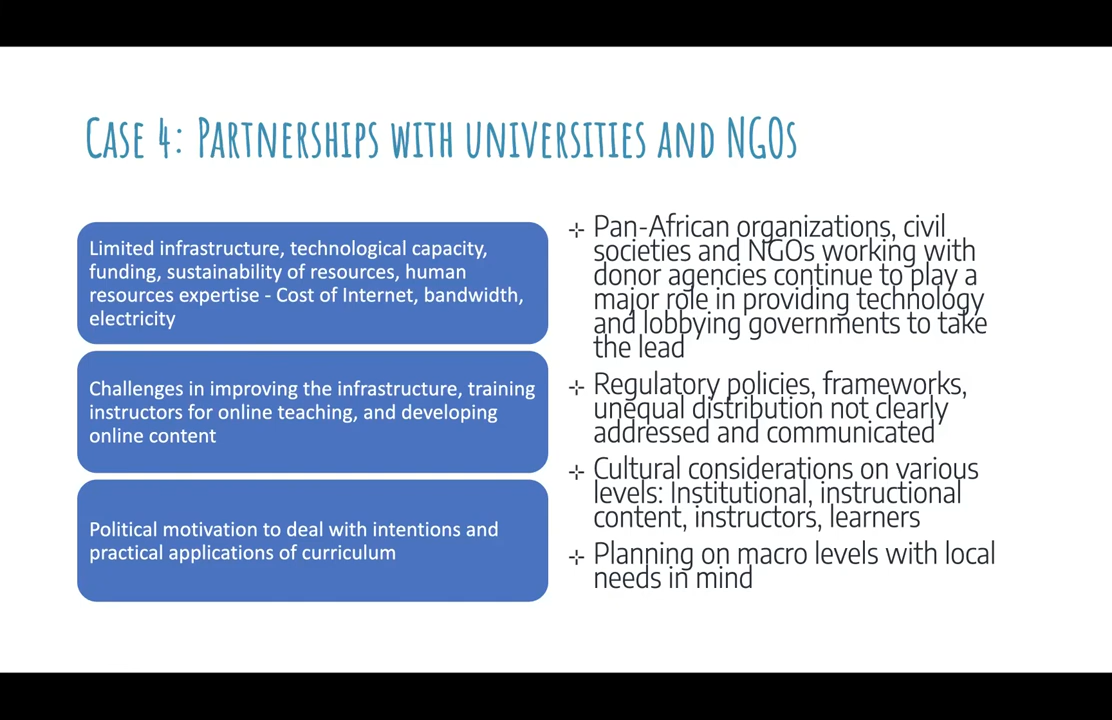 Case 4: Partnerships with universities and NGOs
Limited infrastructure, technological capacity,
funding, sustainability of resources, human
resources expertise - Cost of Internet, bandwidth,
electricity
Challenges in improving the infrastructure, training
instructors for online teaching, and developing
online content
Political motivation to deal with intentions and
practical applications of curriculum
Pan-African organizations, civil
societies and NGOs working with
donor agencies continue to play a
major role in providing technology
and lobbying governments to take
the lead
Regulatory policies, frameworks,
unequal distribution not clearly
addressed and communicated
Cultural considerations on various
levels: Institutional, instructional
content, instructors, learners
Planning on macro levels with local
needs in mind